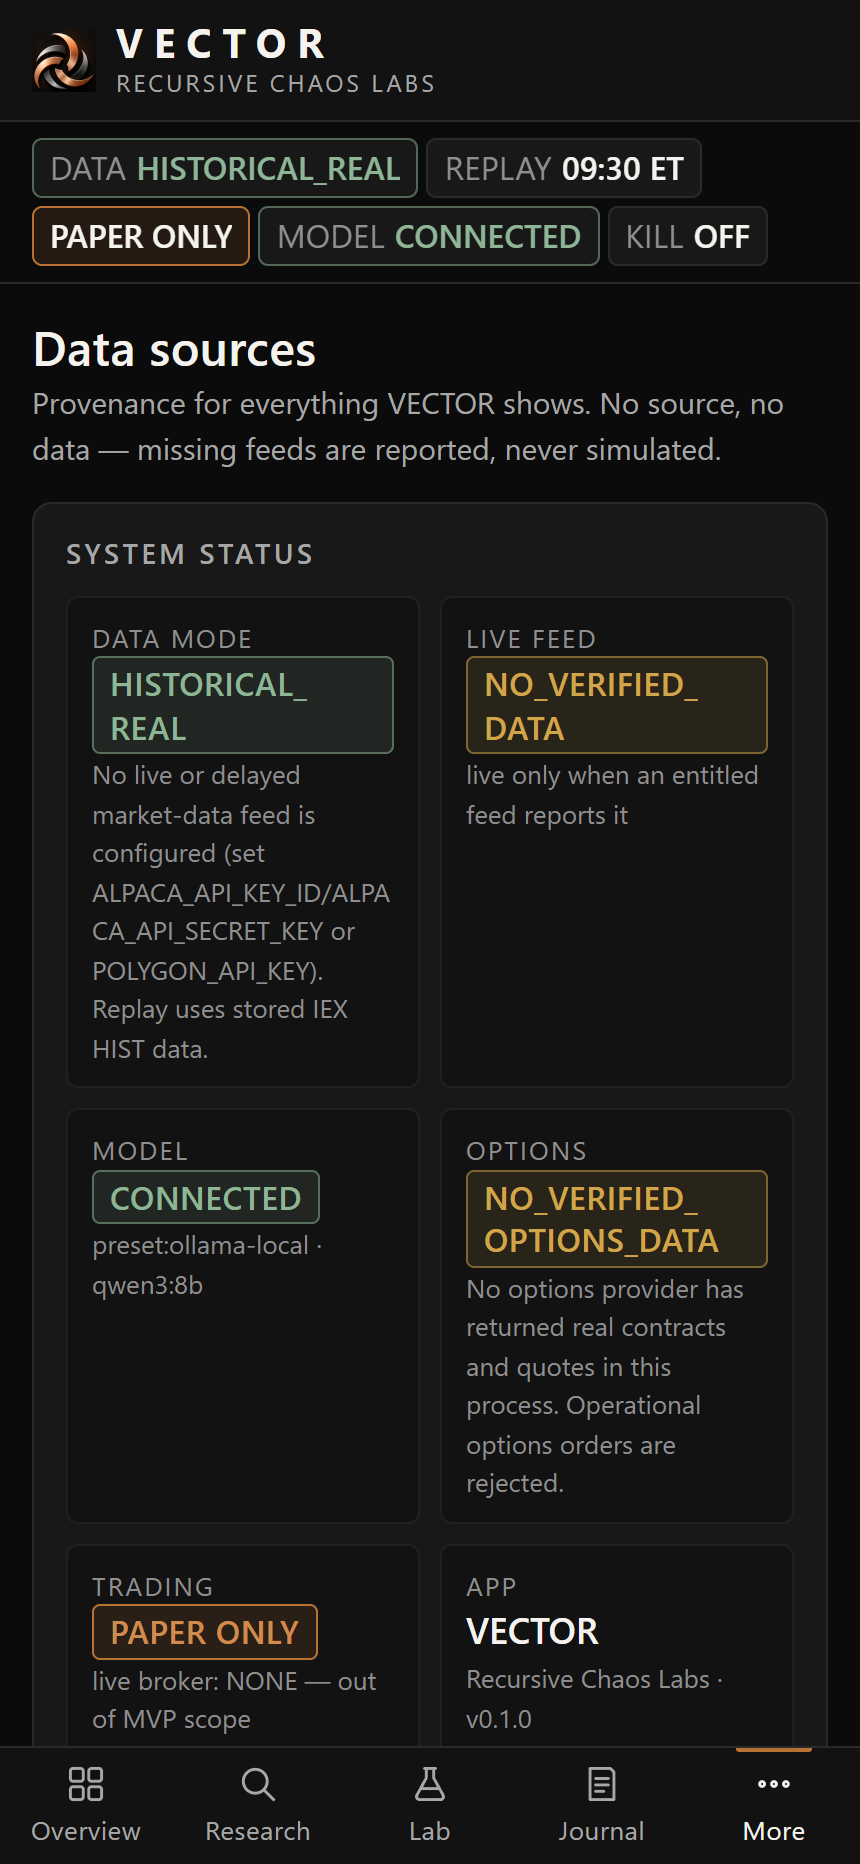 VECTOR
RECURSIVE CHAOS LABS
DATA HISTORICAL_REAL
REPLAY 09:30 ET
PAPER ONLY
MODEL CONNECTED
KILL OFF
Data sources
Provenance for everything VECTOR shows. No source, no
data — missing feeds are reported, never simulated.
SYSTEM STATUS
DATA MODE
HISTORICAL_
REAL
No live or delayed
market-data feed is
configured (set
ALPACA_API_KEY_ID/ALPA
CA_API_SECRET_KEY or
POLYGON_API_KEY).
Replay uses stored IEX
HIST data.
LIVE FEED
NO_VERIFIED_
DATA
live only when an entitled
feed reports it
MODEL
CONNECTED
preset:ollama-local ·
qwen3:8b
OPTIONS
NO_VERIFIED_
OPTIONS_DATA
No options provider has
returned real contracts
and quotes in this
process. Operational
options orders are
rejected.
TRADING
PAPER ONLY
live broker: NONE — out
of MVP scope
APP
VECTOR
Recursive Chaos Labs ·
v0.1.0
Overview
Research
Lab
Journal
More